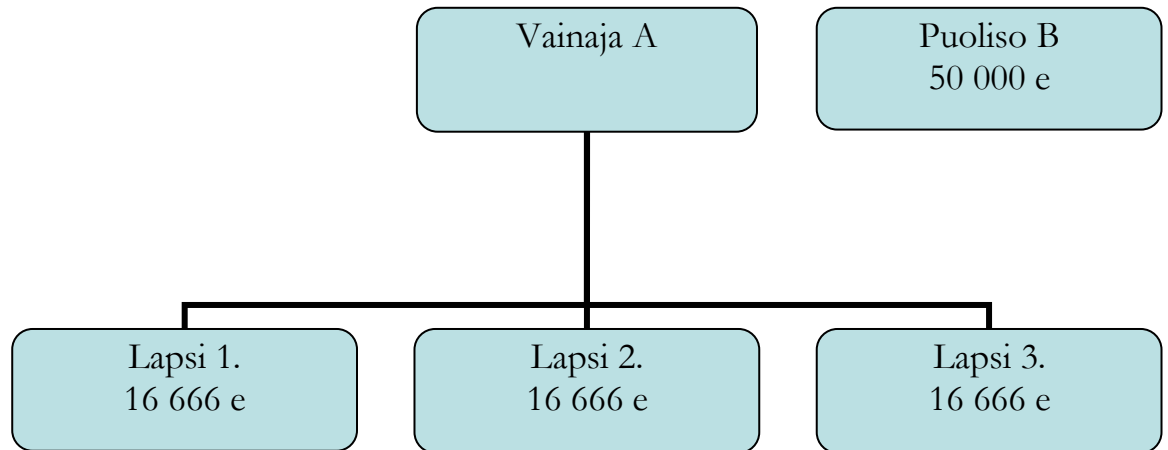 Vainaja A
Puoliso B
50 000 e
Lapsi 1.
16 666 e
Lapsi 2.
16 666 e
Lapsi 3.
16 666 e